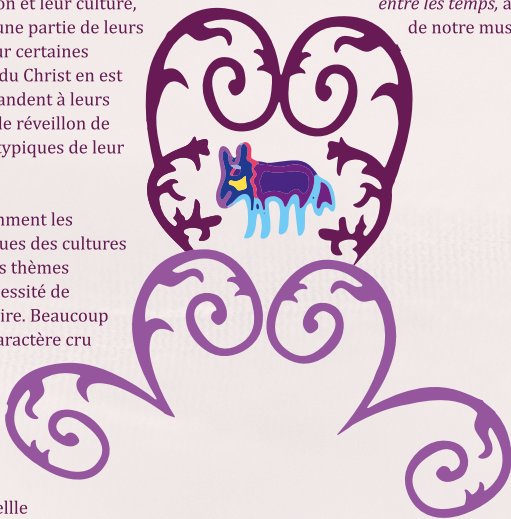 on et leur culture,
une partie de leurs
ur certaines
du Christ en est
andent à leurs
le réveillon de
typiques de leur
mment les
ues des cultures
s thèmes
essité de
ire. Beaucoup
aractère cru
ellle
entre les temps, a
de notre mus